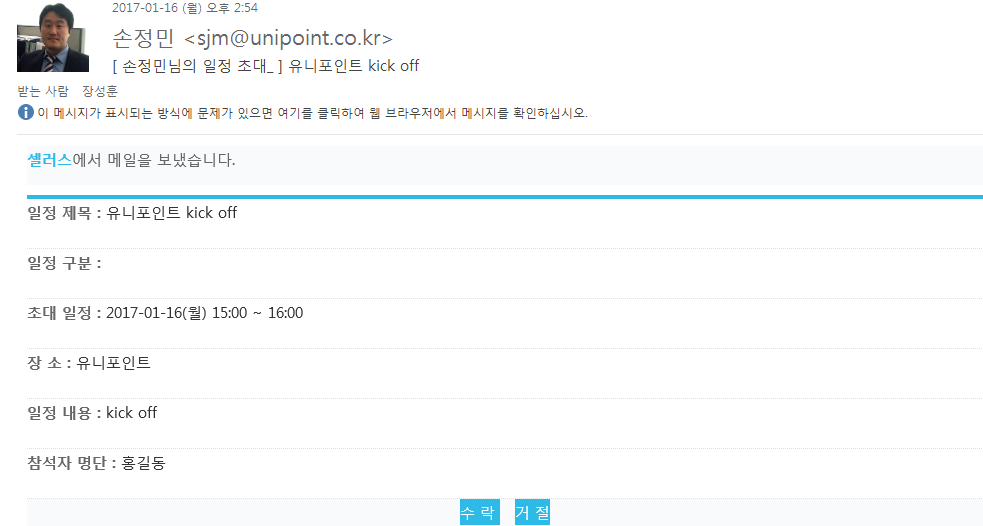 2017-01-16 (월) 오후 2:54
손정민 <sjm@unipoint.co.kr>
[ 손정민님의 일정 초대_ ] 유니포인트 kick off
받는 사람 장성훈
이 메시지가 표시되는 방식에 문제가 있으면 여기를 클릭하여 웹 브라우저에서 메시지를 확인하십시오.
셀러스에서 메일을 보냈습니다.
일정 제목 : 유니포인트 kick off
일정 구분 :
초대 일정 : 2017-01-16(월) 15:00 ~ 16:00
장 소 : 유니포인트
일정 내용 : kick off
참석자 명단 : 홍길동
수 락 거 절